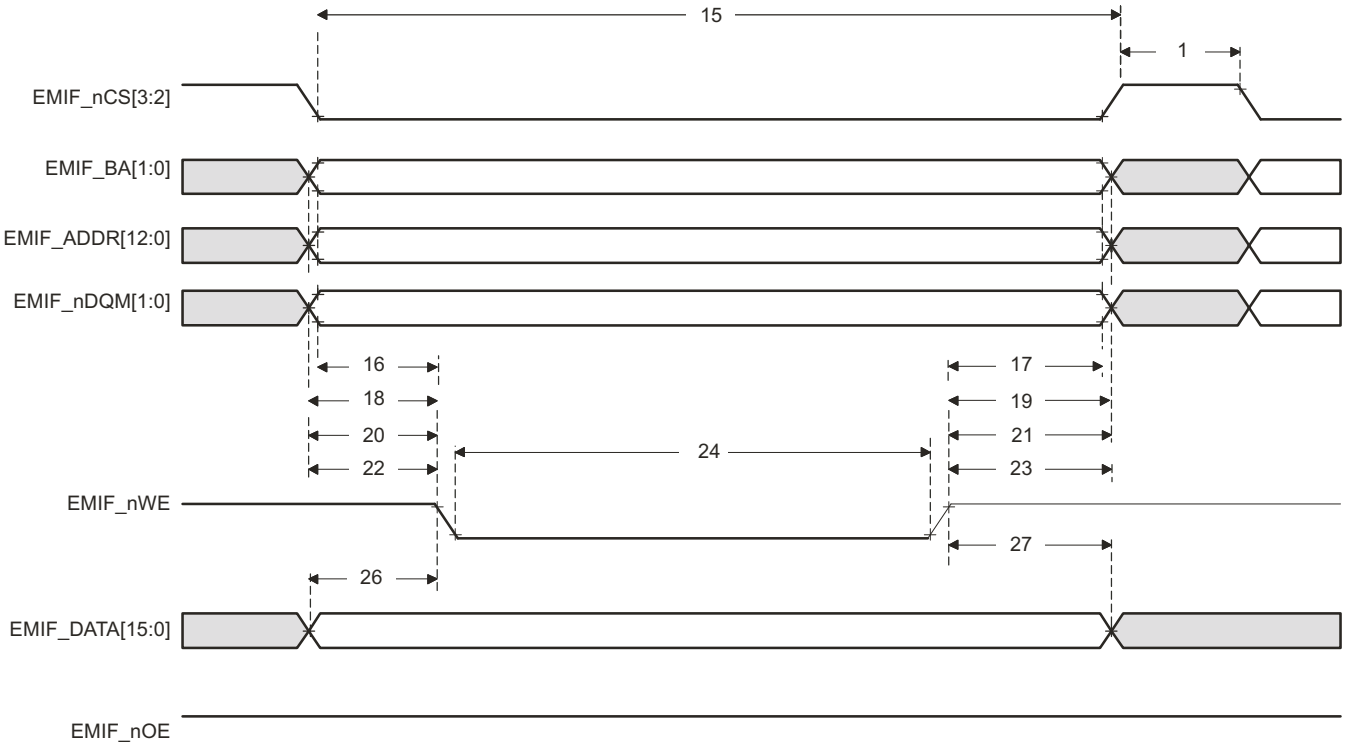 15
1
EMIF_nCS[3:2]
EMIF_BA[1:0]
EMIF_ADDR[12:0]
EMIF_nDQM[1:0]
16
17
18
19
20
21
22
23
24
EMIF_nWE
27
26
EMIF_DATA[15:0]
EMIF_nOE